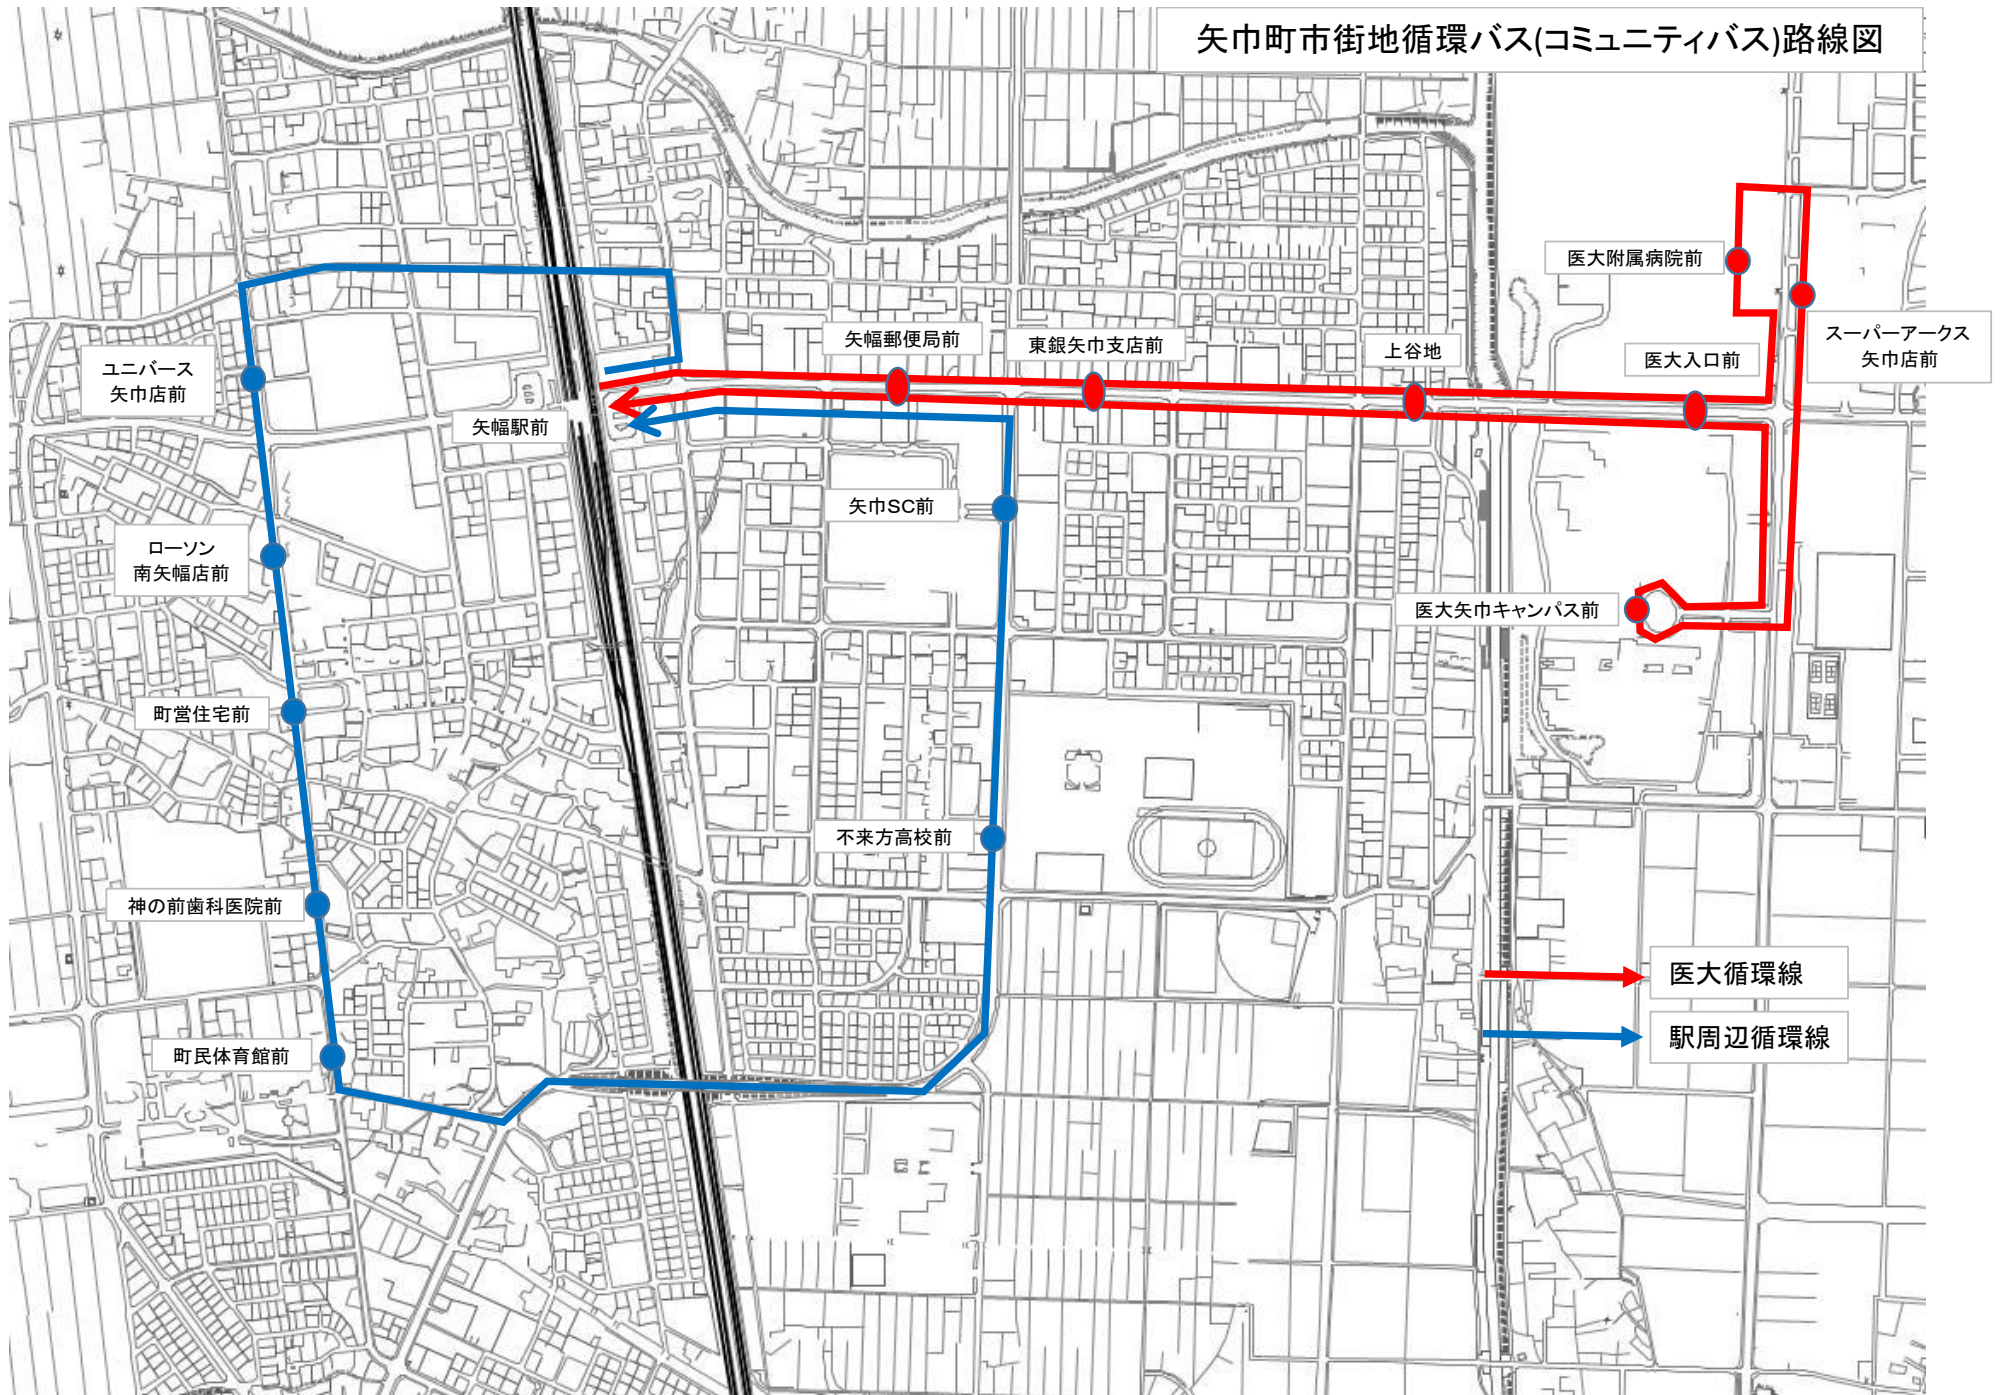 矢巾町市街地循環バス(コミュニティバス)路線図
医大附属病院前
スーパーアークス
矢巾店前
矢幅郵便局前
東銀矢巾支店前
上谷地
医大入口前
ユニバース
矢巾店前
矢幅駅前
矢巾SC前
ローソン
南矢幅店前
医大矢巾キャンパス前
町営住宅前
不来方高校前
神の前歯科医院前
医大循環線
駅周辺循環線
町民体育館前